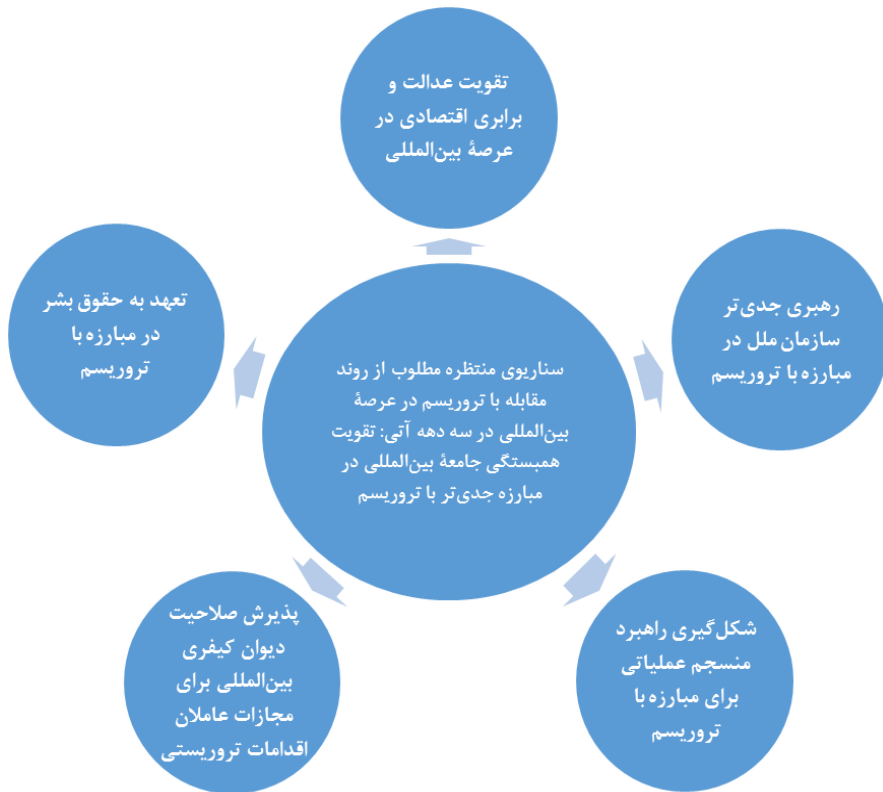 تقویت عدالت و
برابری اقتصادی در
عرصهٔ بین‌المللی
رهبری جدی‌تر
سازمان ملل در
مبارزه با تروریسم
تعهد به حقوق بشر
در مبارزه با
تروریسم
سناریوی منتظره مطلوب از روند
مقابله با تروریسم در عرصهٔ
بین‌المللی در سه دهه آتی: تقویت
همبستگی جامعهٔ بین‌المللی در
مبارزه جدی‌تر با تروریسم
شکل‌گیری راهبرد
منسجم عملیاتی
برای مبارزه با
تروریسم
پذیرش صلاحیت
دیوان کیفری
بین‌المللی برای
مجازات عاملان
اقدامات تروریستی